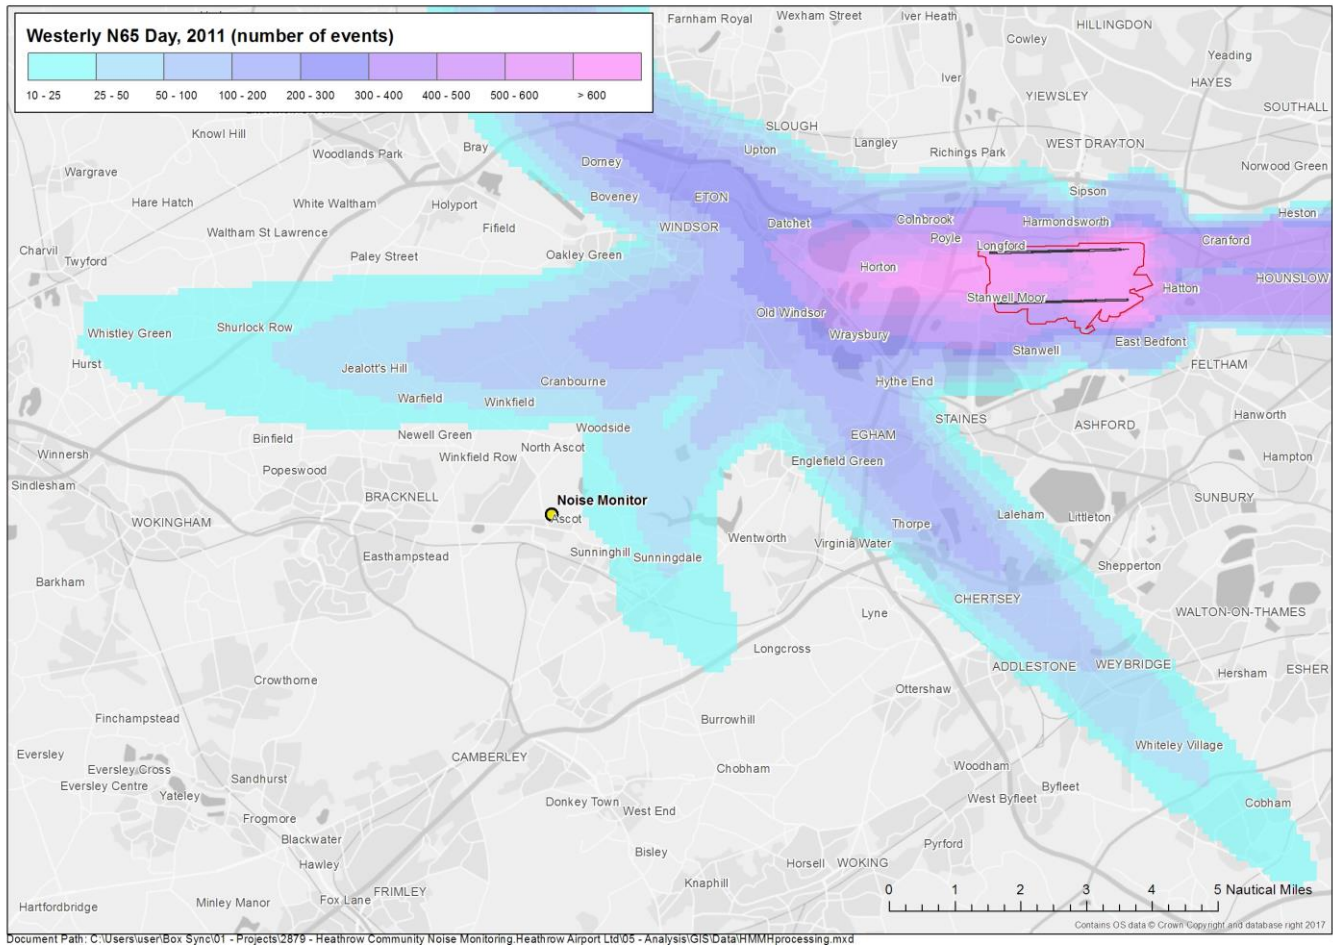 Westerly N65 Day, 2011 (number of events)
10 - 25 25 - 50 50 - 100 100 - 200 200 - 300 300 - 400 400 - 500 500 - 600 > 600
Farnham Royal Wexham Street Iver Heath
HILLINGDON
Cowley
Yeading
Iver
HAYES
YIEWSLEY
SOUTHALL
Knowl Hill
SLOUGH
Bray
Upton
Langley
WEST DRAYTON
Woodlands Park
Richings Park
Dorney
Norwood Green
Wargrave
Sipson
Hare Hatch
White Waltham
Holyport
Boveney
ETON
Heston
Colnbrook
Harmondsworth
Datchet
Waltham St Lawrence
Fifield
WINDSOR
Poyle
Cranford
Longford
Charvil
Paley Street
Oakley Green
Twyford
Horton
HOUNSLOW
Hatton
Stanwell Moor
Old Windsor
Whistley Green
Shurlock Row
Wraysbury
East Bedfont
Stanwell
Hurst
Jealott's Hill
FELTHAM
Cranbourne
Hythe End
Warfield
Winkfield
Hanworth
STAINES
ASHFORD
Woodside
Binfield
Newell Green
EGHAM
North Ascot
Winnersh
Winkfield Row
Englefield Green
Hampton
Popeswood
Sindlesham
BRACKNELL
Noise Monitor
SUNBURY
Ascot
WOKINGHAM
Laleham
Littleton
Thorpe
Wentworth
Virginia Water
Easthampstead
Sunninghill
Sunningdale
Shepperton
Barkham
CHERTSEY
WALTON-ON-THAMES
Lyne
Longcross
ADDLESTONE
WEYBRIDGE
Hersham
ESHER
Crowthorne
Ottershaw
Finchampstead
Burrowhill
Whiteley Village
Eversley
CAMBERLEY
Eversley Cross
Chobham
Woodham
Sandhurst
Eversley Centre
Byfleet
Yateley
West Byfleet
Donkey Town
Cobham
West End
Frogmore
Blackwater
Pyrford
Bisley
Hawley
Horsell
WOKING
Knaphill
FRIMLEY
0 1 2 3 4 5 Nautical Miles
Fox Lane
Hartfordbridge
Minley Manor
Contains OS data © Crown Copyright and database right 2017
Document Path: C:\Users\user\Box Sync\01 - Projects\2879 - Heathrow Community Noise Monitoring.Heathrow Airport Ltd\05 - Analysis\GIS\Data\HMMHprocessing.mxd